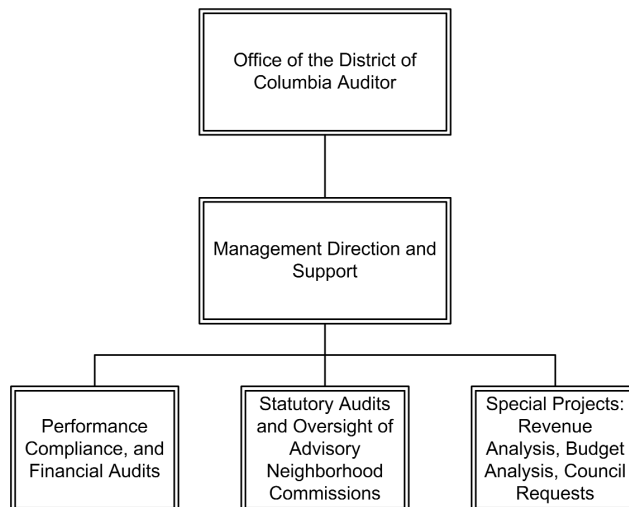 Office of the District of
Columbia Auditor
Management Direction and
Support
Performance
Compliance, and
Financial Audits
Statutory Audits
and Oversight of
Advisory
Neighborhood
Commissions
Special Projects:
Revenue
Analysis, Budget
Analysis, Council
Requests